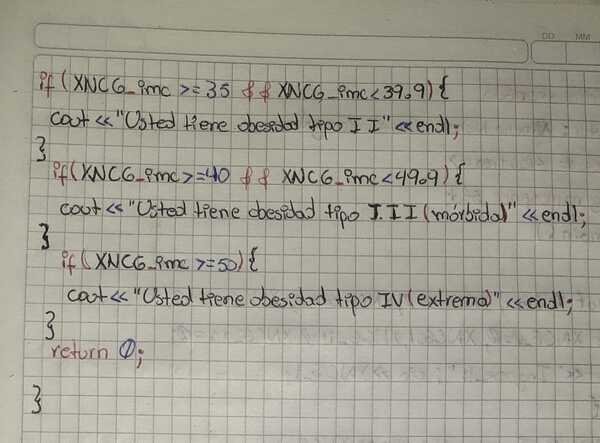 DD MM
if (XNCG_imc >= 35 && XNCG_imc < 39.9) {
cout << "Usted tiene obesidad tipo II" << endl;
}
if (XNCG_imc >= 40 && XNCG_imc < 49.9) {
cout << "Usted tiene obesidad tipo III (mórbida)" << endl;
}
if (XNCG_imc >= 50) {
cout << "Usted tiene obesidad tipo IV (extrema)" << endl;
}
return 0;
}